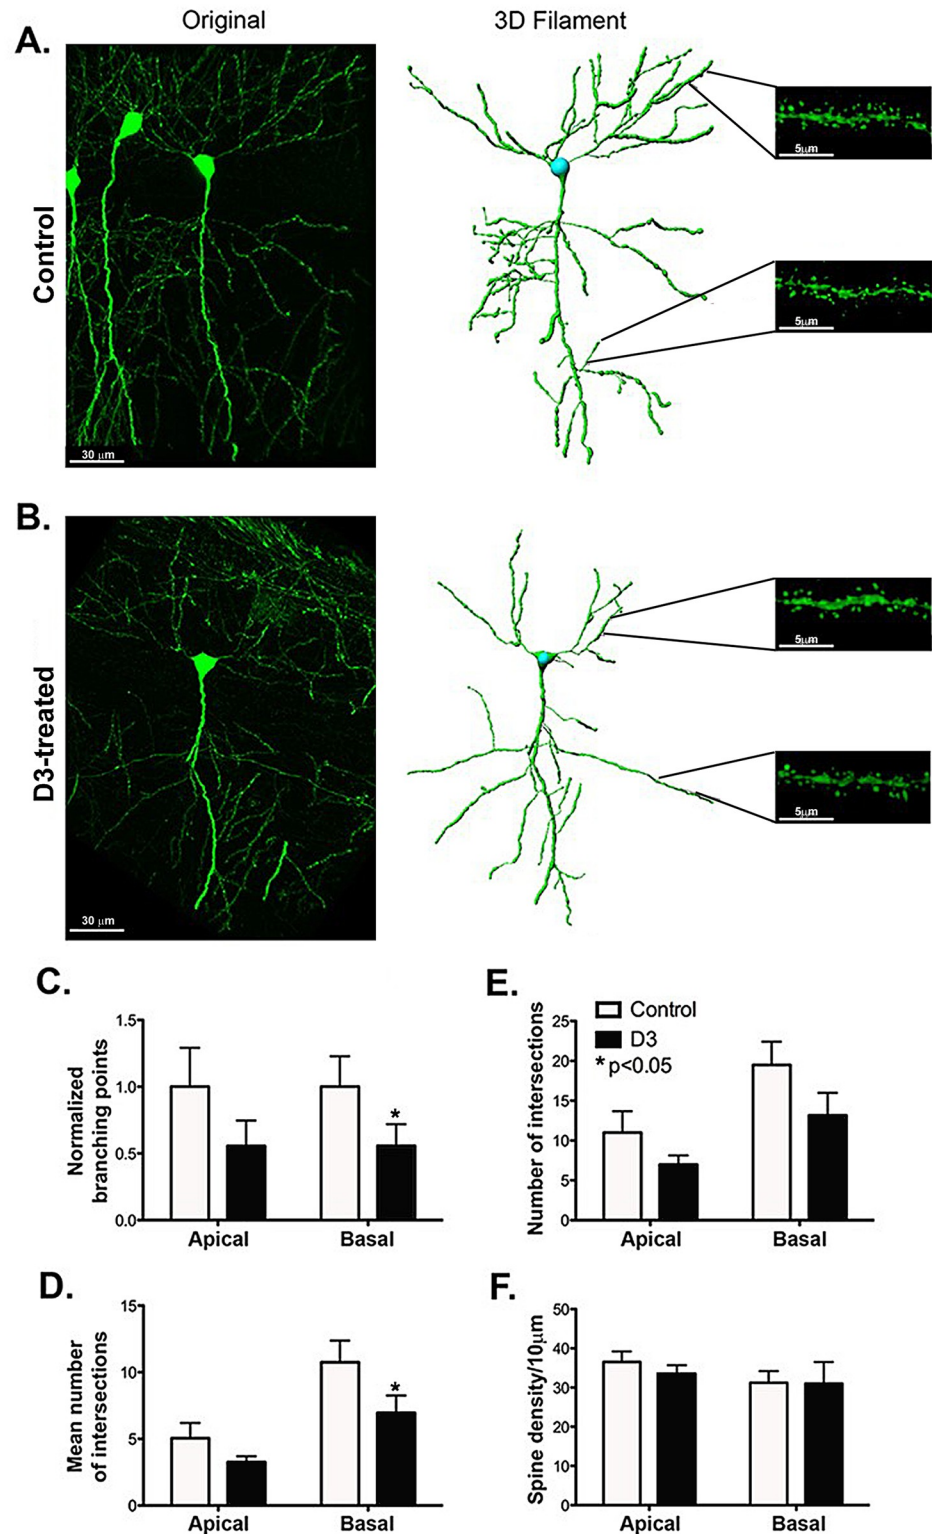 Original
3D Filament
A.
Control
30 µm
5µm
5µm
B.
D3-treated
30 µm
5µm
5µm
C.
Normalized
branching points
1.5
1.0
0.5
0.0
Apical
Basal
*
E.
Number of intersections
Control
D3
*p<0.05
25
20
15
10
5
0
Apical
Basal
D.
Mean number
of intersections
15
10
5
0
Apical
Basal
*
F.
Spine density/10µm
50
40
30
20
10
0
Apical
Basal